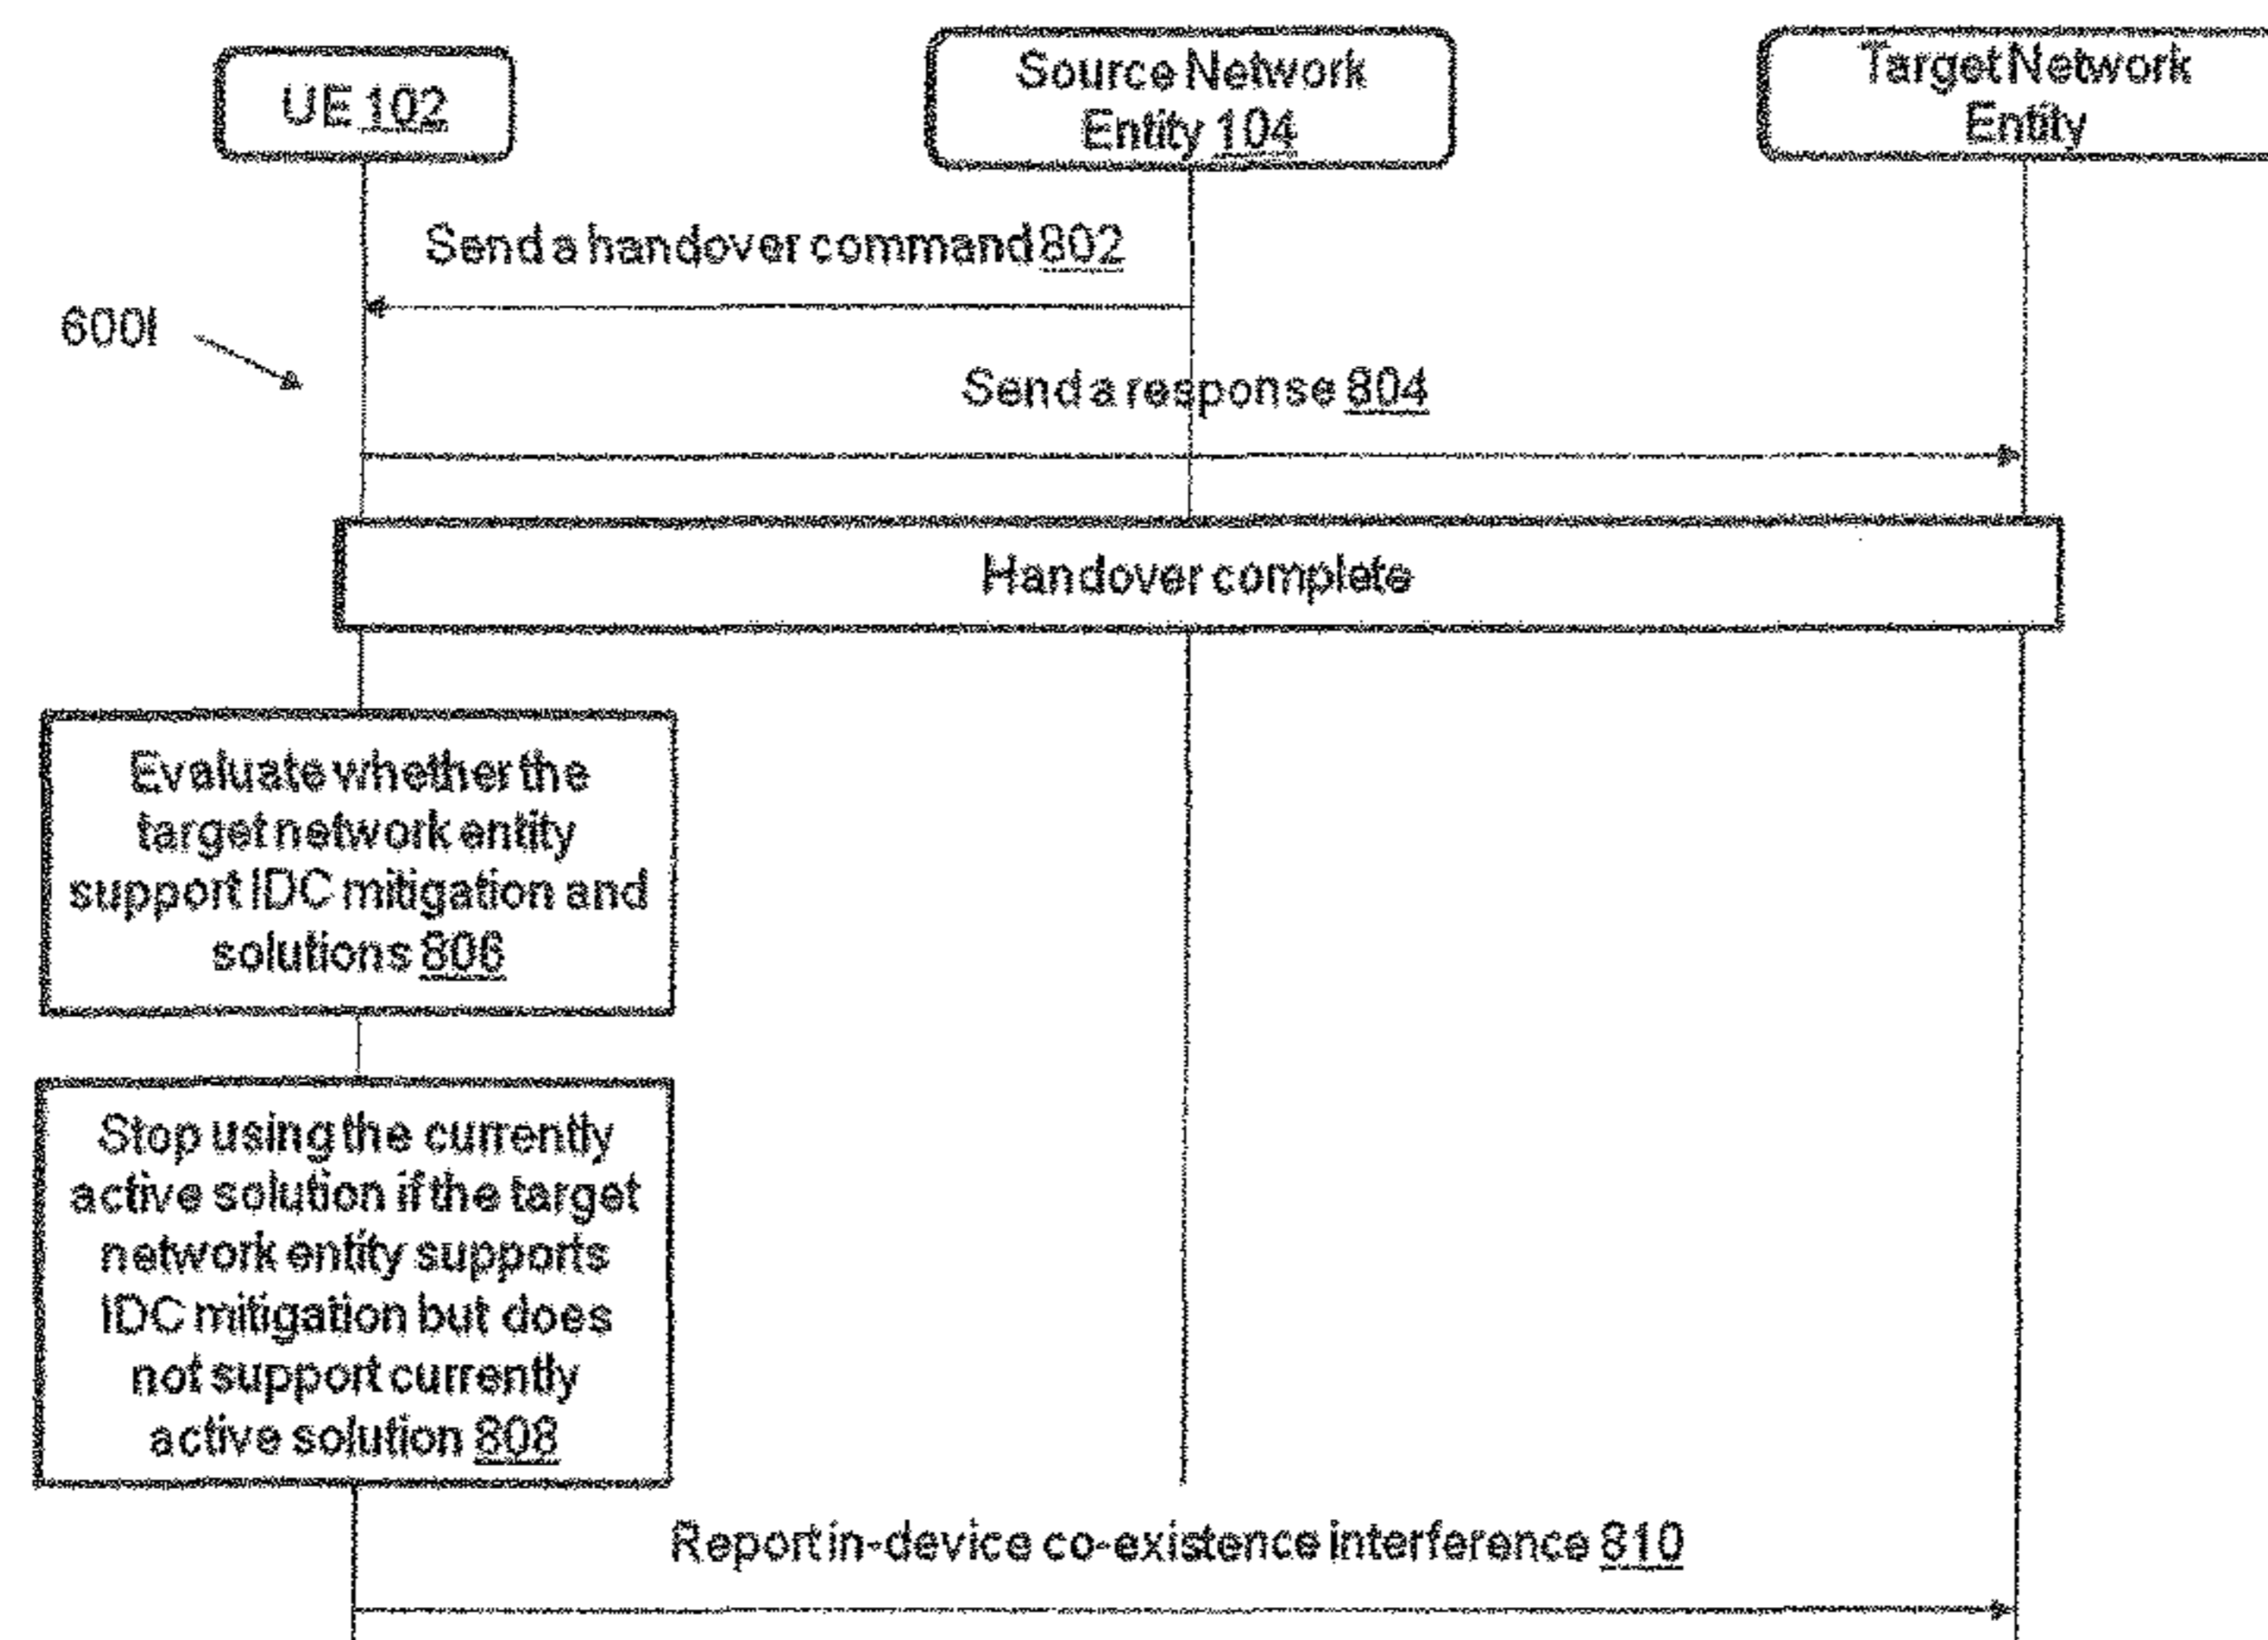 UE 102
Source Network
Entity 104
Target Network
Entity
Send a handover command 802
600I
Send a response 804
Handover complete
Evaluate whether the
target network entity
support IDC mitigation and
solutions 806
Stop using the currently
active solution if the target
network entity supports
IDC mitigation but does
not support currently
active solution 808
Report in-device co-existence interference 810